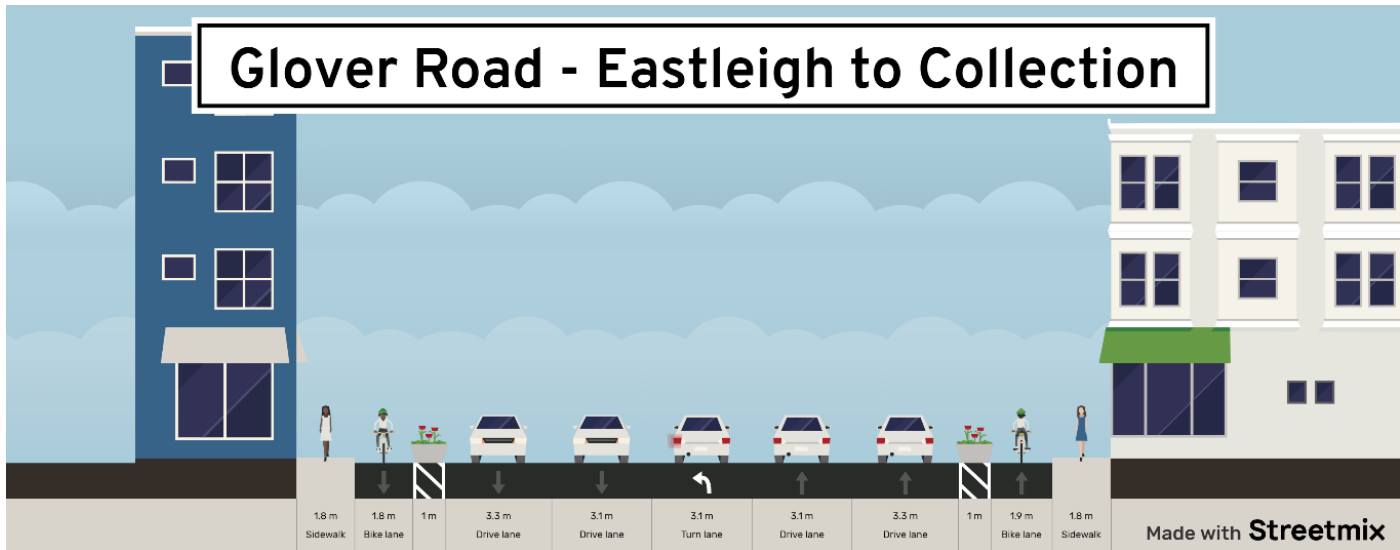 Glover Road - Eastleigh to Collection
1.8 m 1.8 m 1 m 3.3 m 3.1 m 3.1 m 3.1 m 3.3 m 1 m 1.9 m 1.8 m
Sidewalk Bike lane Drive lane Drive lane Turn lane Drive lane Drive lane Bike lane Sidewalk
Made with Streetmix